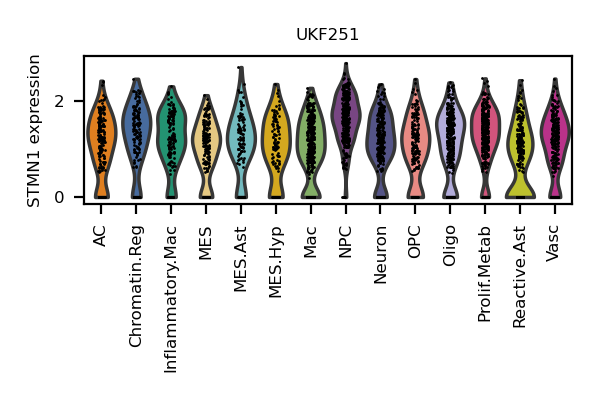 UKF251
STMN1 expression
2
0
AC
Chromatin.Reg
Inflammatory.Mac
MES
MES.Ast
MES.Hyp
Mac
NPC
Neuron
OPC
Oligo
Prolif.Metab
Reactive.Ast
Vasc